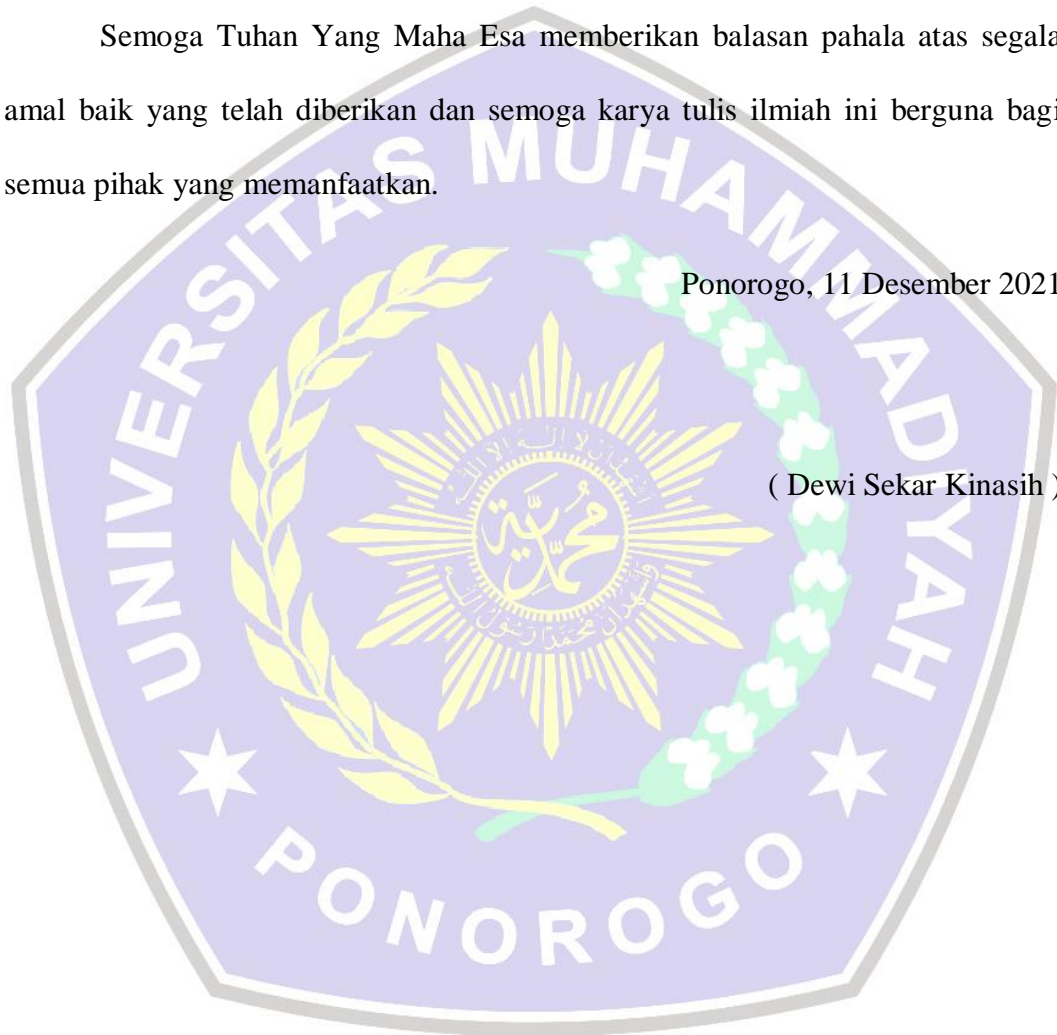 Semoga Tuhan Yang Maha Esa memberikan balasan pahala atas segala
amal baik yang telah diberikan dan semoga karya tulis ilmiah ini berguna bagi
semua pihak yang memanfaatkan.
Ponorogo, 11 Desember 2021
( Dewi Sekar Kinasih )
UNIVERSITAS MUHAMMADIYAH
PONOROGO
محمدية